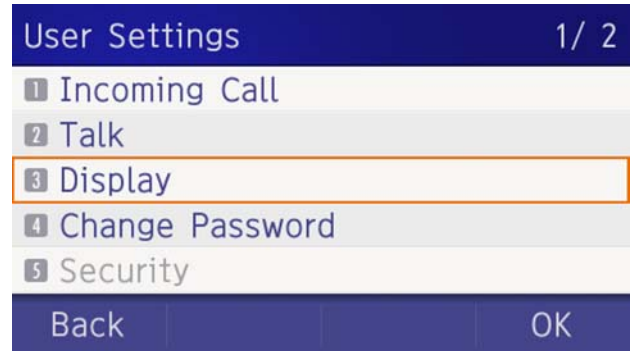 User Settings 1/ 2
1 Incoming Call
2 Talk
3 Display
4 Change Password
5 Security
Back OK